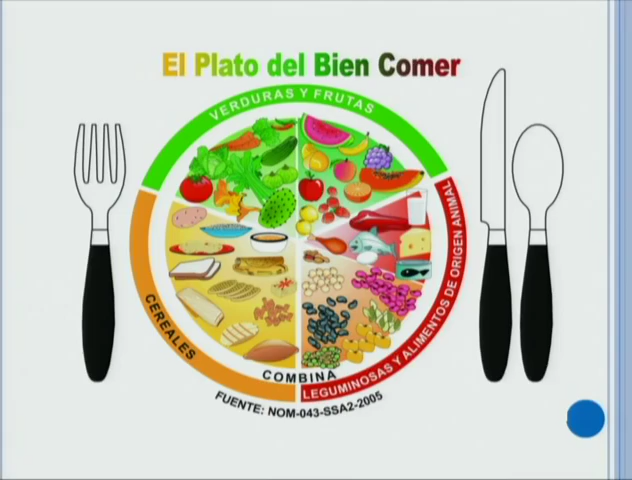 El Plato del Bien Comer
VERDURAS Y FRUTAS
CEREALES
LEGUMINOSAS Y ALIMENTOS DE ORIGEN ANIMAL
COMBINA
FUENTE: NOM-043-SSA2-2005